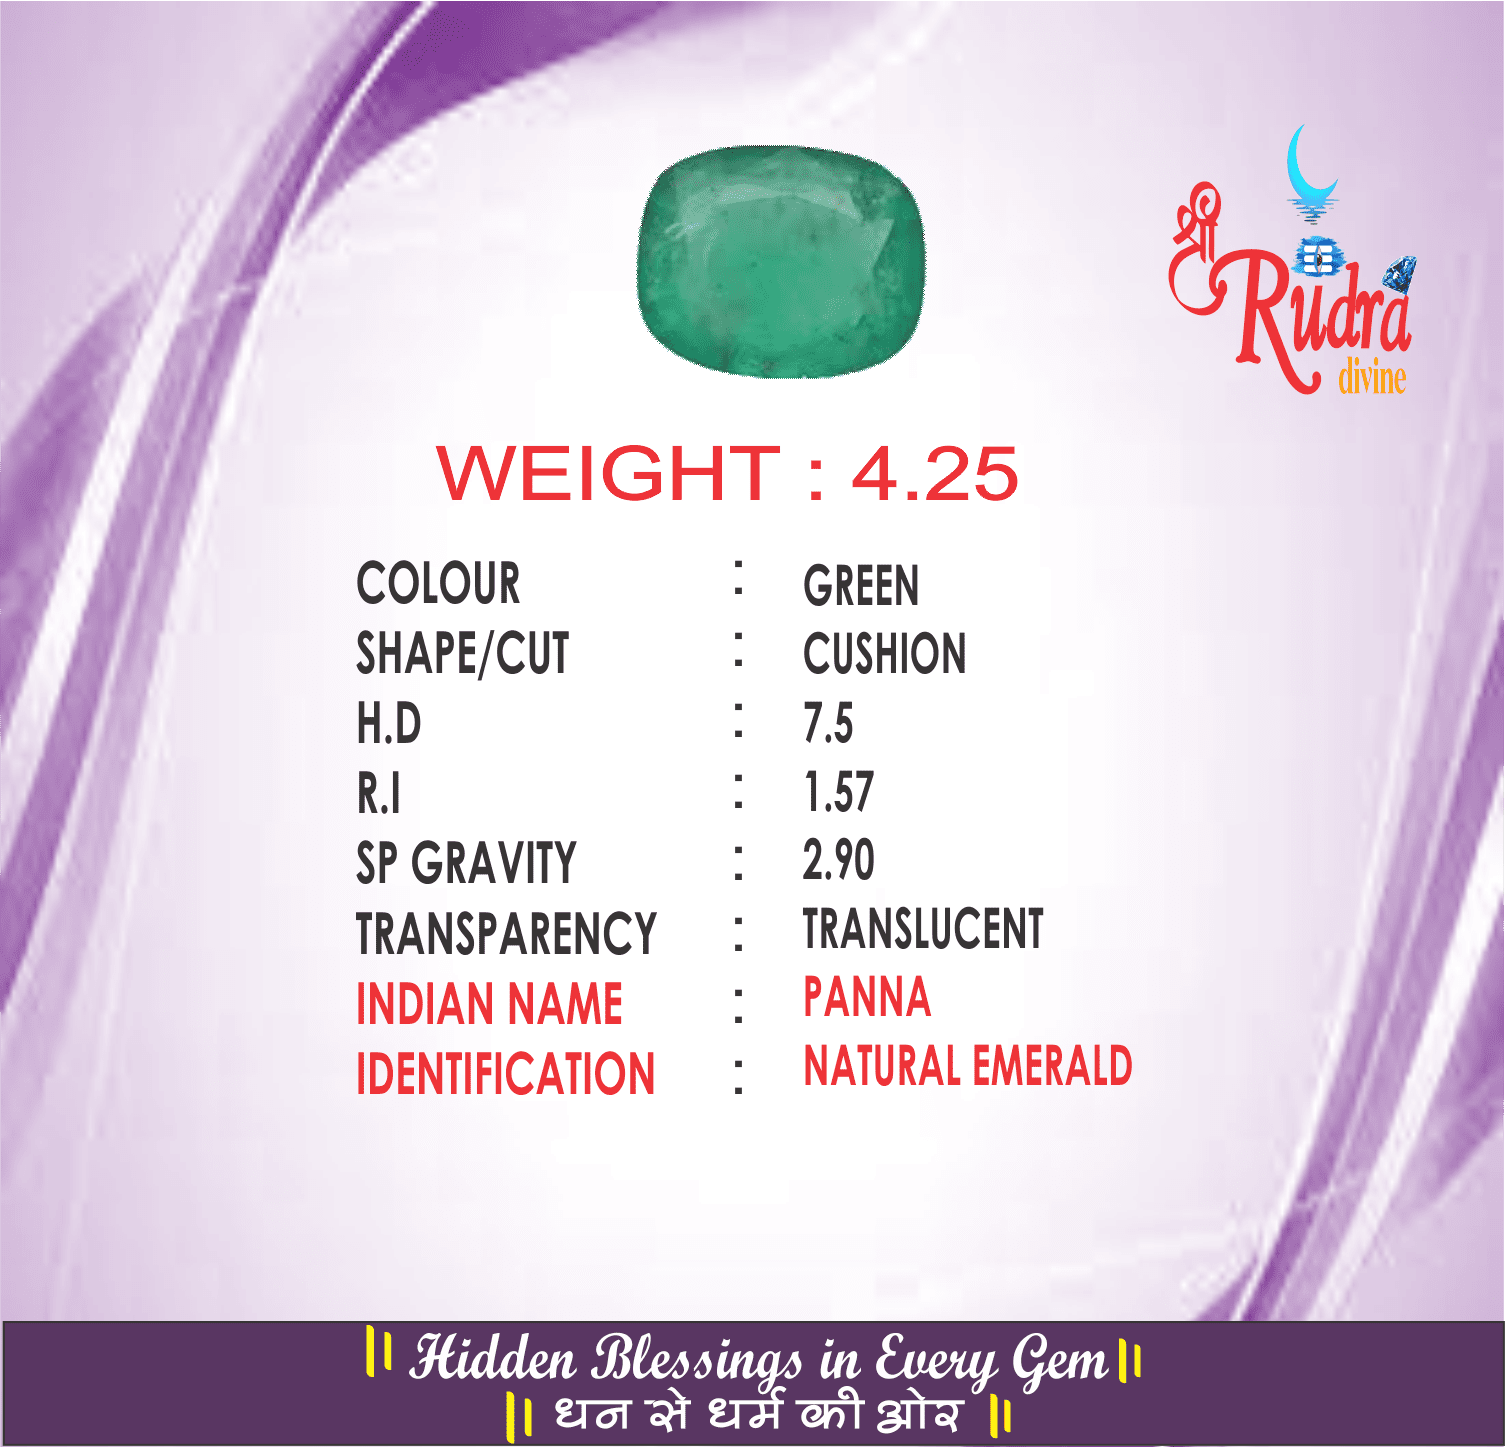 श्री
Rudra
divine
WEIGHT : 4.25
COLOUR : GREEN
SHAPE/CUT : CUSHION
H.D : 7.5
R.I : 1.57
SP GRAVITY : 2.90
TRANSPARENCY : TRANSLUCENT
INDIAN NAME : PANNA
IDENTIFICATION : NATURAL EMERALD
|| Hidden Blessings in Every Gem ||
|| धन से धर्म की ओर ||